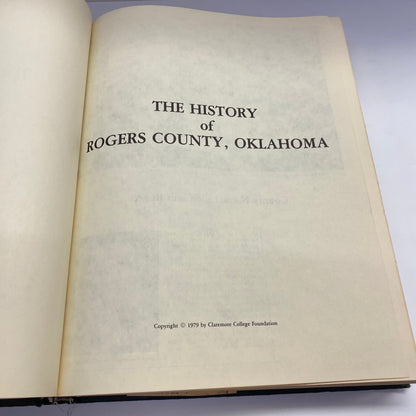 THE HISTORY
of
ROGERS COUNTY, OKLAHOMA
Copyright © 1979 by Claremore College Foundation